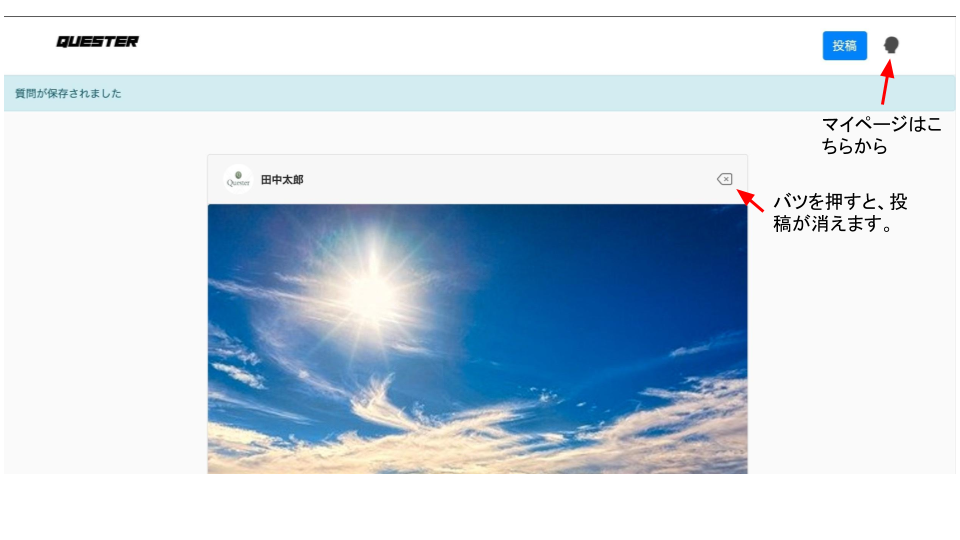 QUESTER
投稿
質問が保存されました
マイページはこ
ちらから
Quester
田中太郎
バツを押すと、投
稿が消えます。